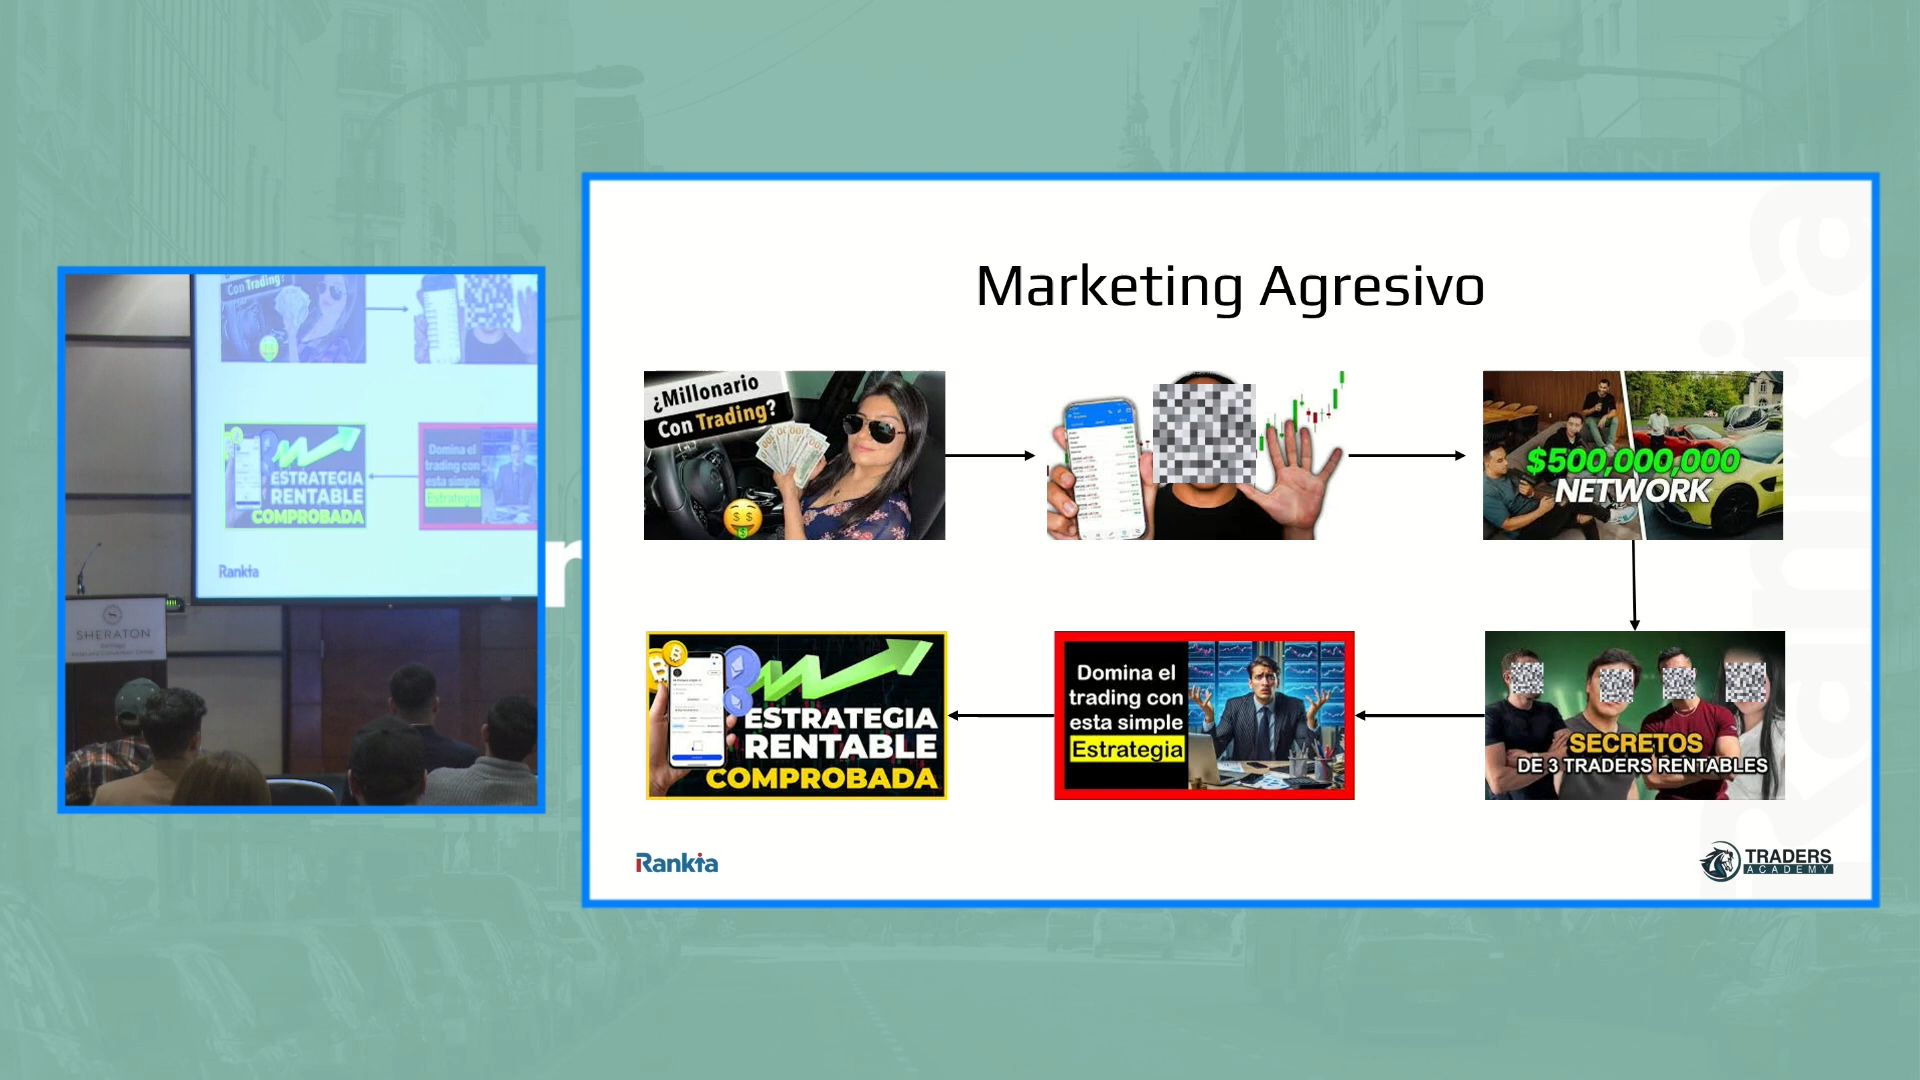 Con Trading?
ESTRATEGIA
RENTABLE
COMPROBADA
Domina el
trading con
esta simple
Estrategia
Rankia
SHERATON
Marketing Agresivo
¿Millonario
Con Trading?
$500,000,000
NETWORK
ESTRATEGIA
RENTABLE
COMPROBADA
Domina el
trading con
esta simple
Estrategia
SECRETOS
DE 3 TRADERS RENTABLES
Rankia
TRADERS
ACADEMY
Rankia